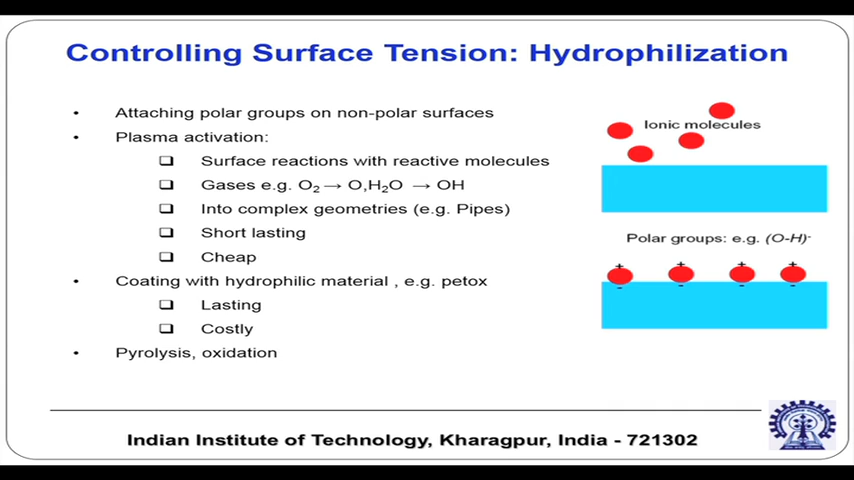 Controlling Surface Tension: Hydrophilization
• Attaching polar groups on non-polar surfaces
• Plasma activation:
❑ Surface reactions with reactive molecules
❑ Gases e.g. O₂ → O,H₂O → OH
❑ Into complex geometries (e.g. Pipes)
❑ Short lasting
❑ Cheap
• Coating with hydrophilic material , e.g. petox
❑ Lasting
❑ Costly
• Pyrolysis, oxidation
Ionic molecules
Polar groups: e.g. (O-H)⁻
+ + + +
- - - -
Indian Institute of Technology, Kharagpur, India - 721302